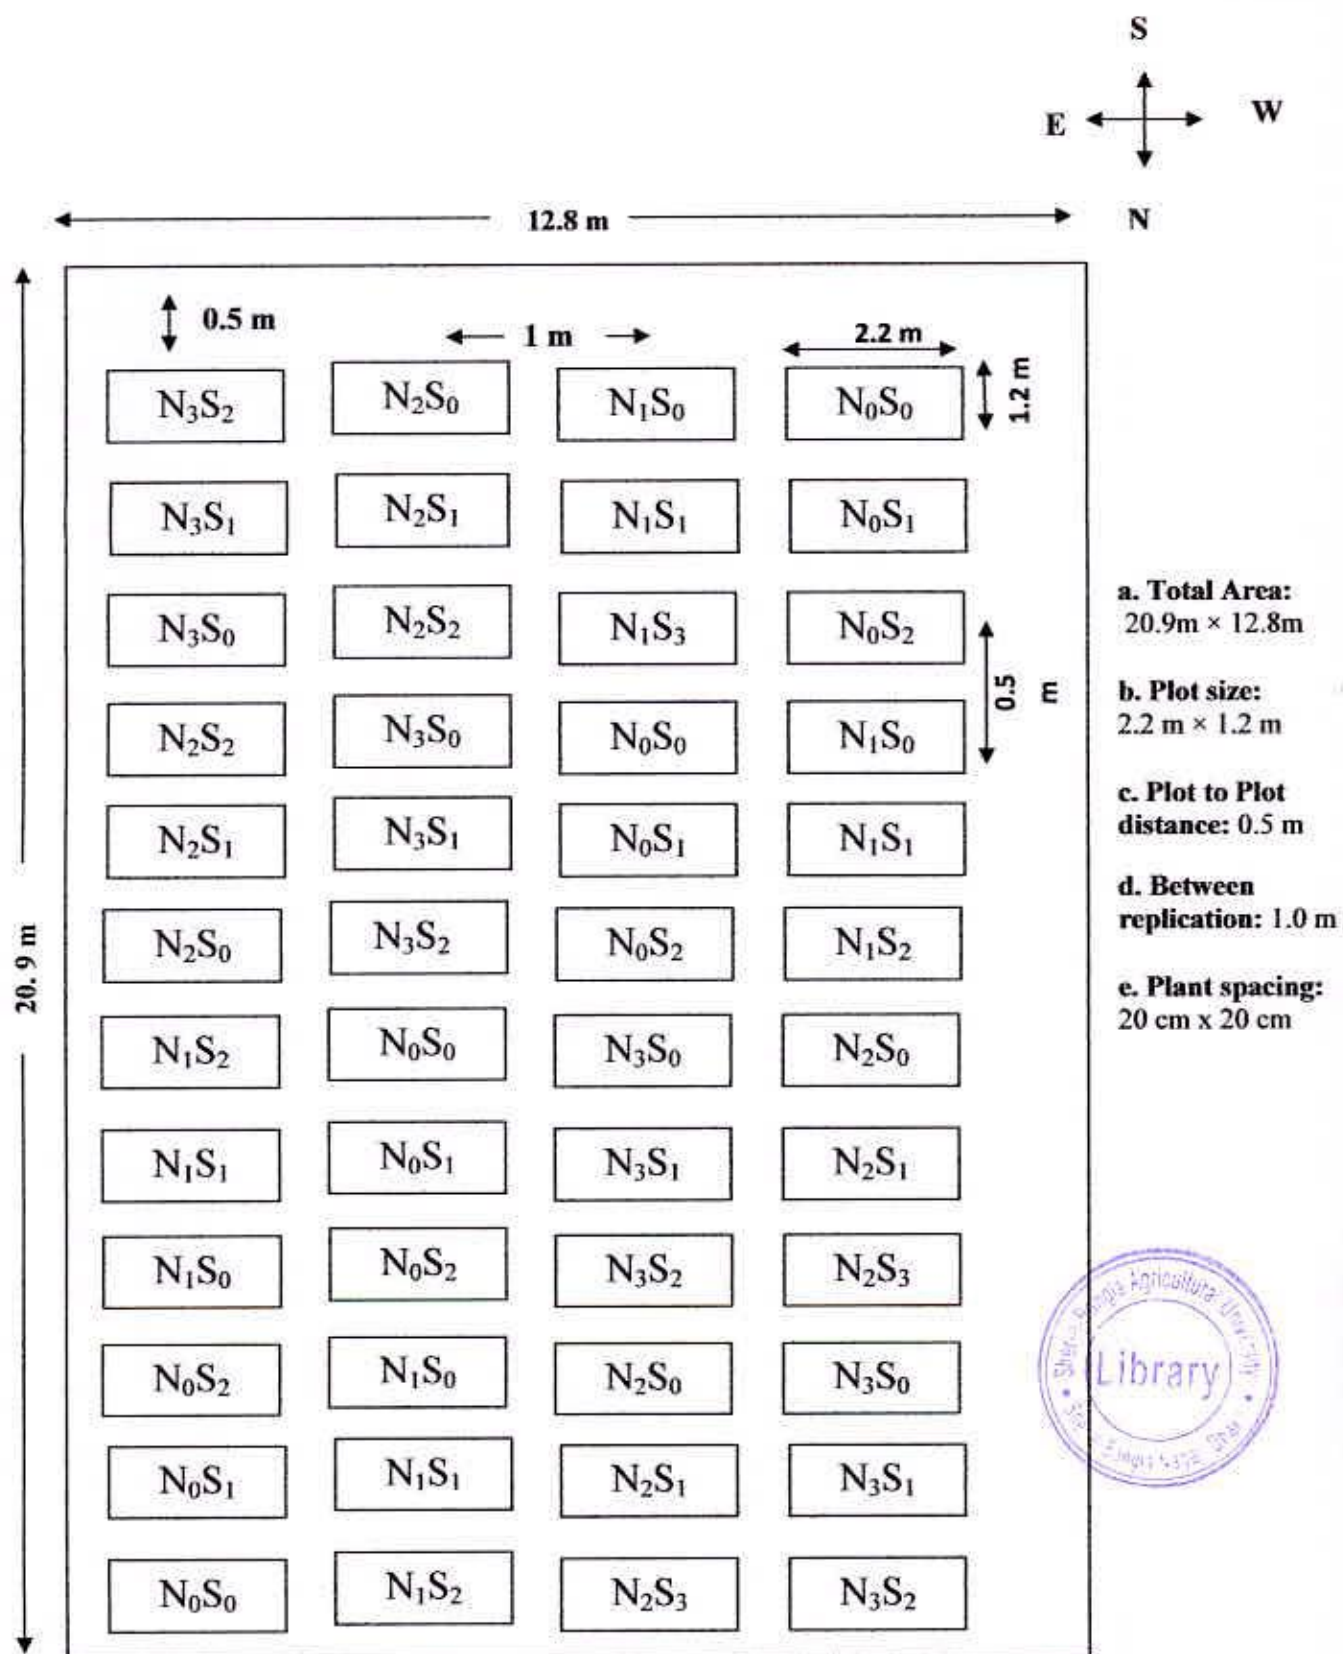 S
E W
N
12.8 m
0.5 m
1 m
2.2 m
1.2 m
N₃S₂ N₂S₀ N₁S₀ N₀S₀
N₃S₁ N₂S₁ N₁S₁ N₀S₁
N₃S₀ N₂S₂ N₁S₃ N₀S₂
0.5 m
N₂S₂ N₃S₀ N₀S₀ N₁S₀
N₂S₁ N₃S₁ N₀S₁ N₁S₁
N₂S₀ N₃S₂ N₀S₂ N₁S₂
N₁S₂ N₀S₀ N₃S₀ N₂S₀
N₁S₁ N₀S₁ N₃S₁ N₂S₁
N₁S₀ N₀S₂ N₃S₂ N₂S₃
N₀S₂ N₁S₀ N₂S₀ N₃S₀
N₀S₁ N₁S₁ N₂S₁ N₃S₁
N₀S₀ N₁S₂ N₂S₃ N₃S₂
20. 9 m
a. Total Area:
20.9m × 12.8m
b. Plot size:
2.2 m × 1.2 m
c. Plot to Plot
distance: 0.5 m
d. Between
replication: 1.0 m
e. Plant spacing:
20 cm x 20 cm
Agricultural University
Library